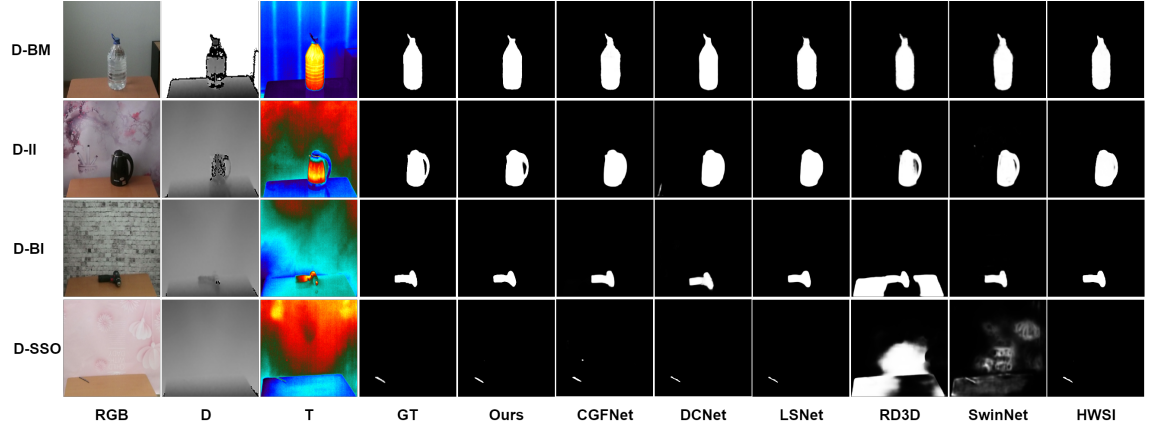 D-BM
D-II
D-BI
D-SSO
RGB D T GT Ours CGFNet DCNet LSNet RD3D SwinNet HWSI